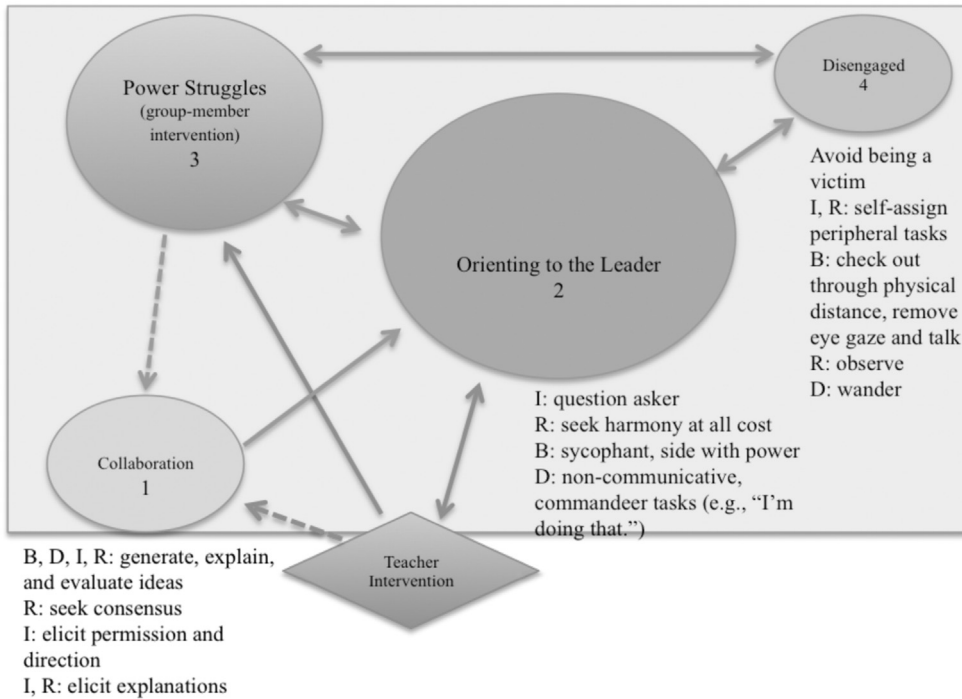 Power Struggles
(group-member
intervention)
3
Disengaged
4
Avoid being a
victim
I, R: self-assign
peripheral tasks
B: check out
through physical
distance, remove
eye gaze and talk
R: observe
D: wander
Orienting to the Leader
2
I: question asker
R: seek harmony at all cost
B: sycophant, side with power
D: non-communicative,
commandeer tasks (e.g., “I’m
doing that.”)
Collaboration
1
B, D, I, R: generate, explain,
and evaluate ideas
R: seek consensus
I: elicit permission and
direction
I, R: elicit explanations
Teacher
Intervention